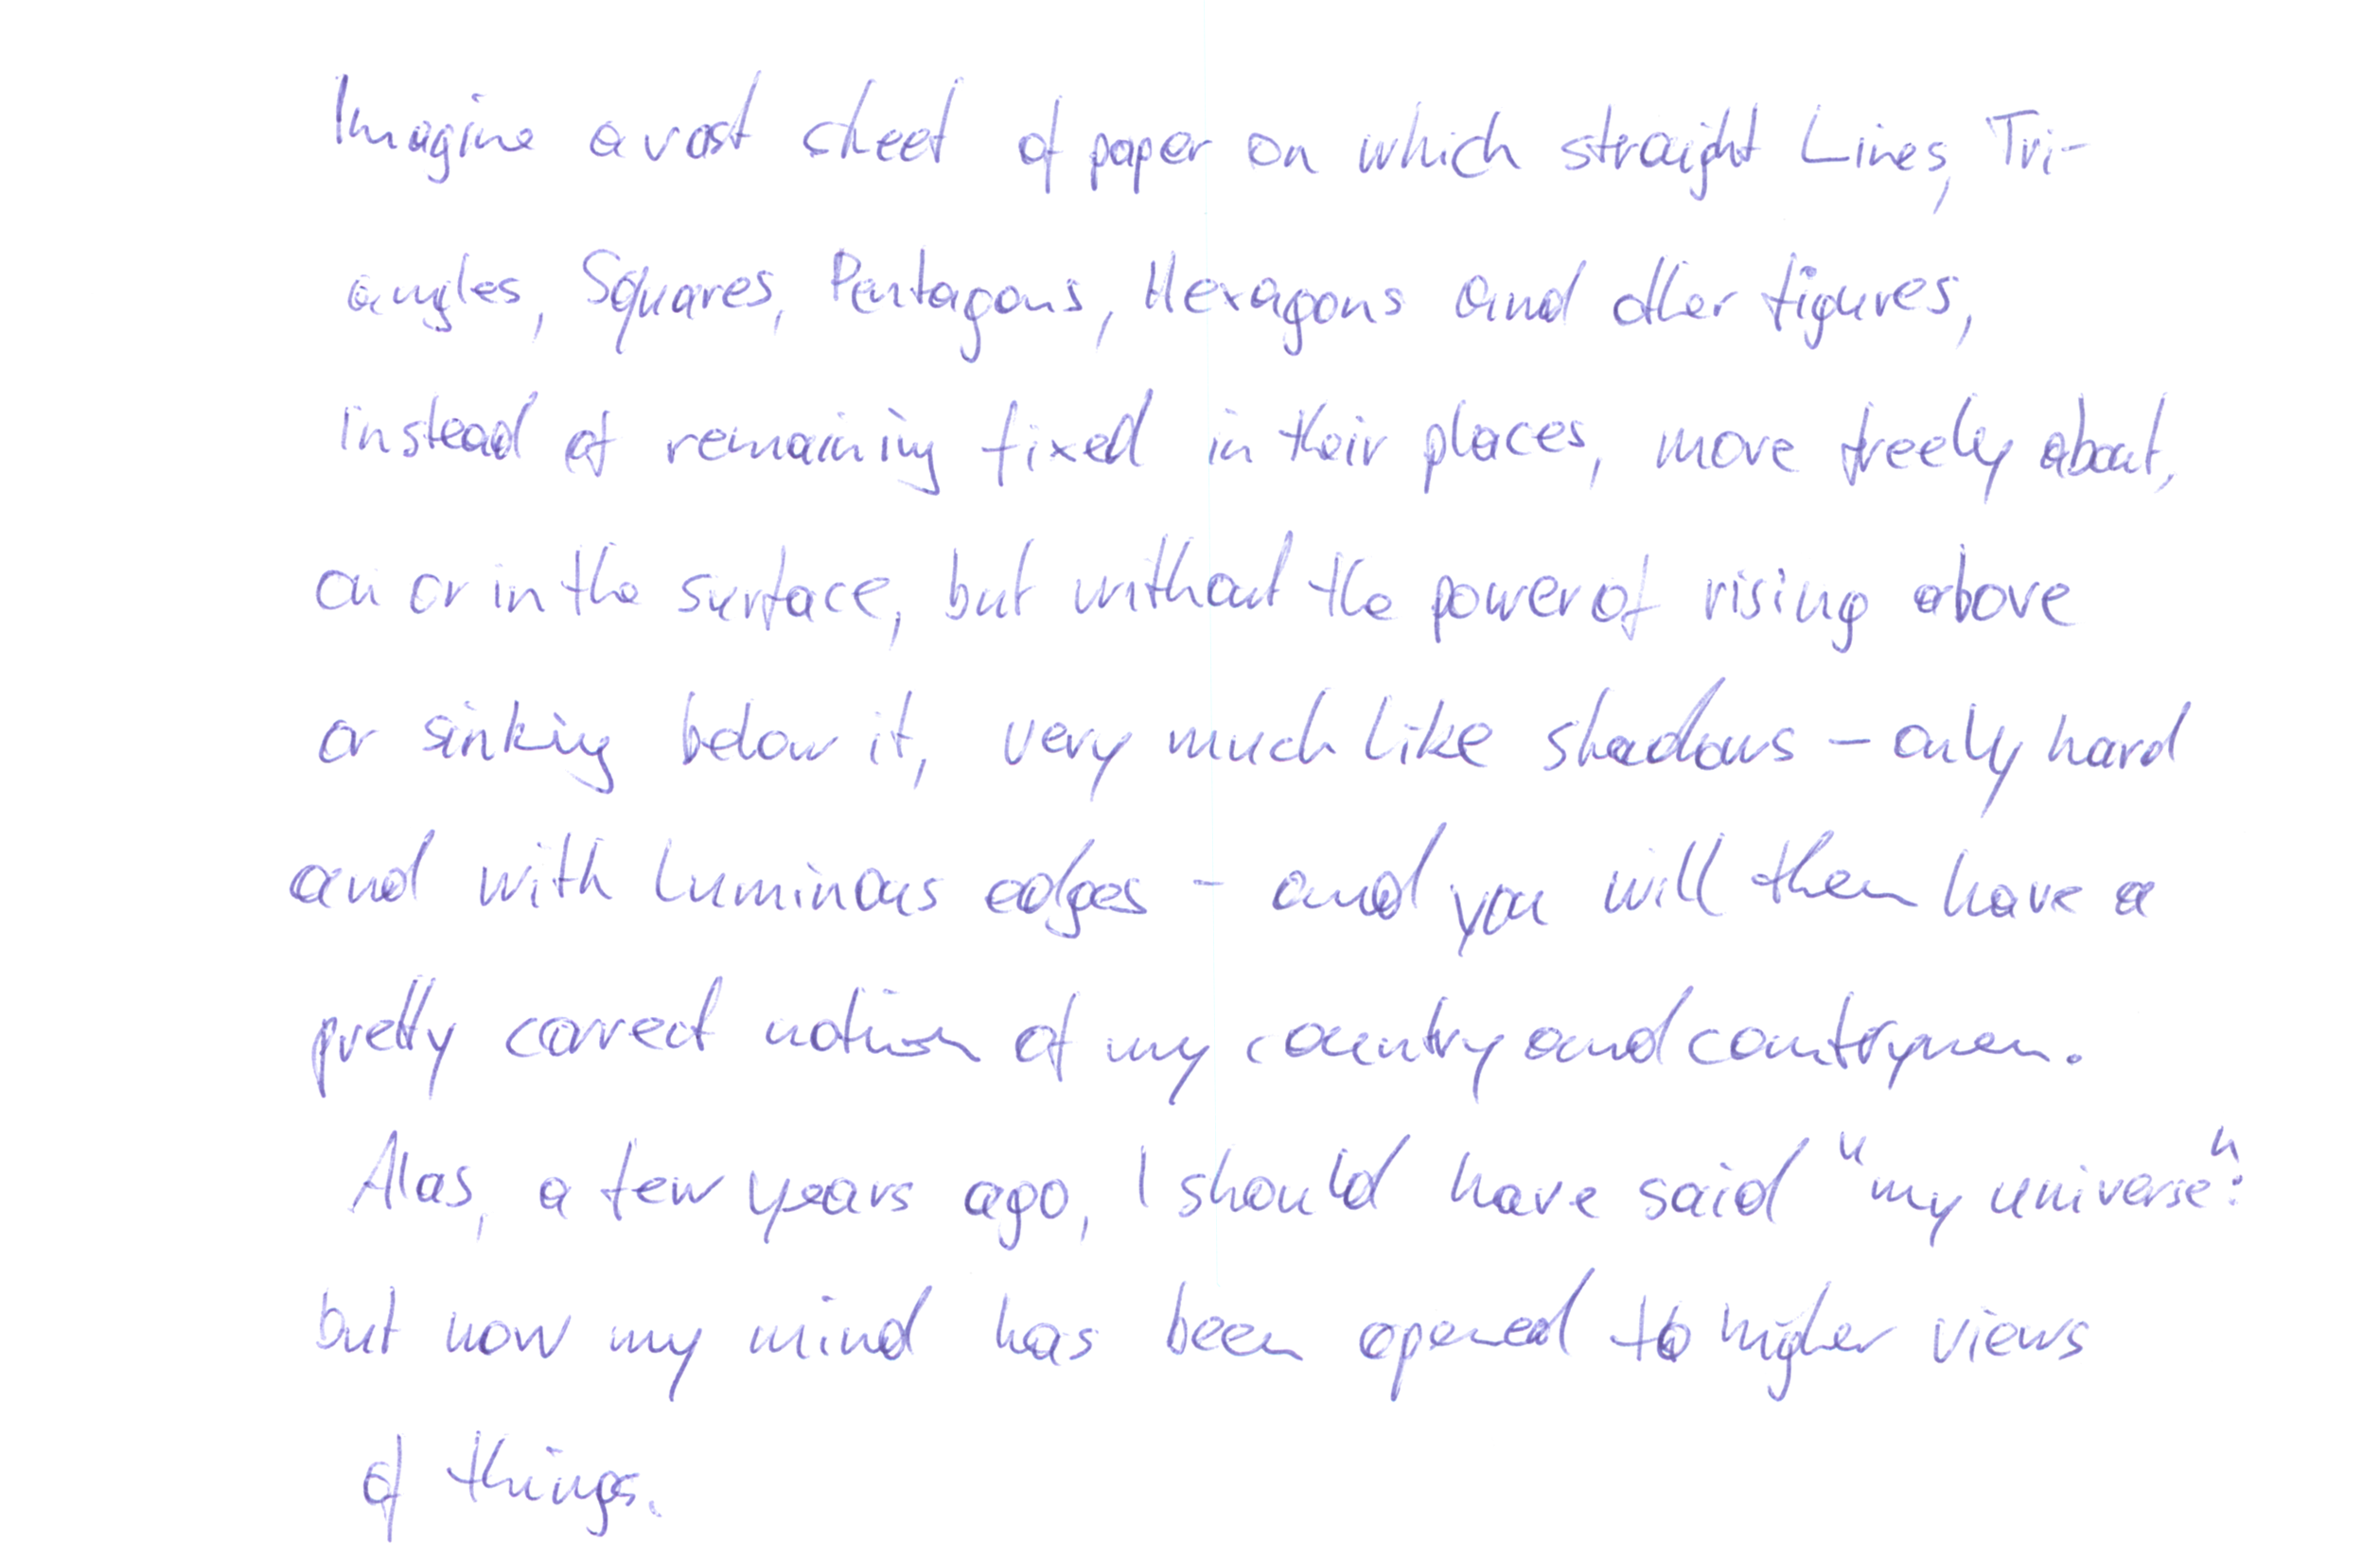 Imagine a vast sheet of paper on which straight Lines, Tri-
angles, Squares, Pentagons, Hexagons and other figures,
instead of remaining fixed in their places, move freely about,
on or in the surface, but without the power of rising above
or sinking below it, very much like shadows – only hard
and with luminous edges – and you will then have a
pretty correct notion of my country and countrymen.
Alas, a few years ago, I should have said "my universe":
but now my mind has been opened to higher views
of things.